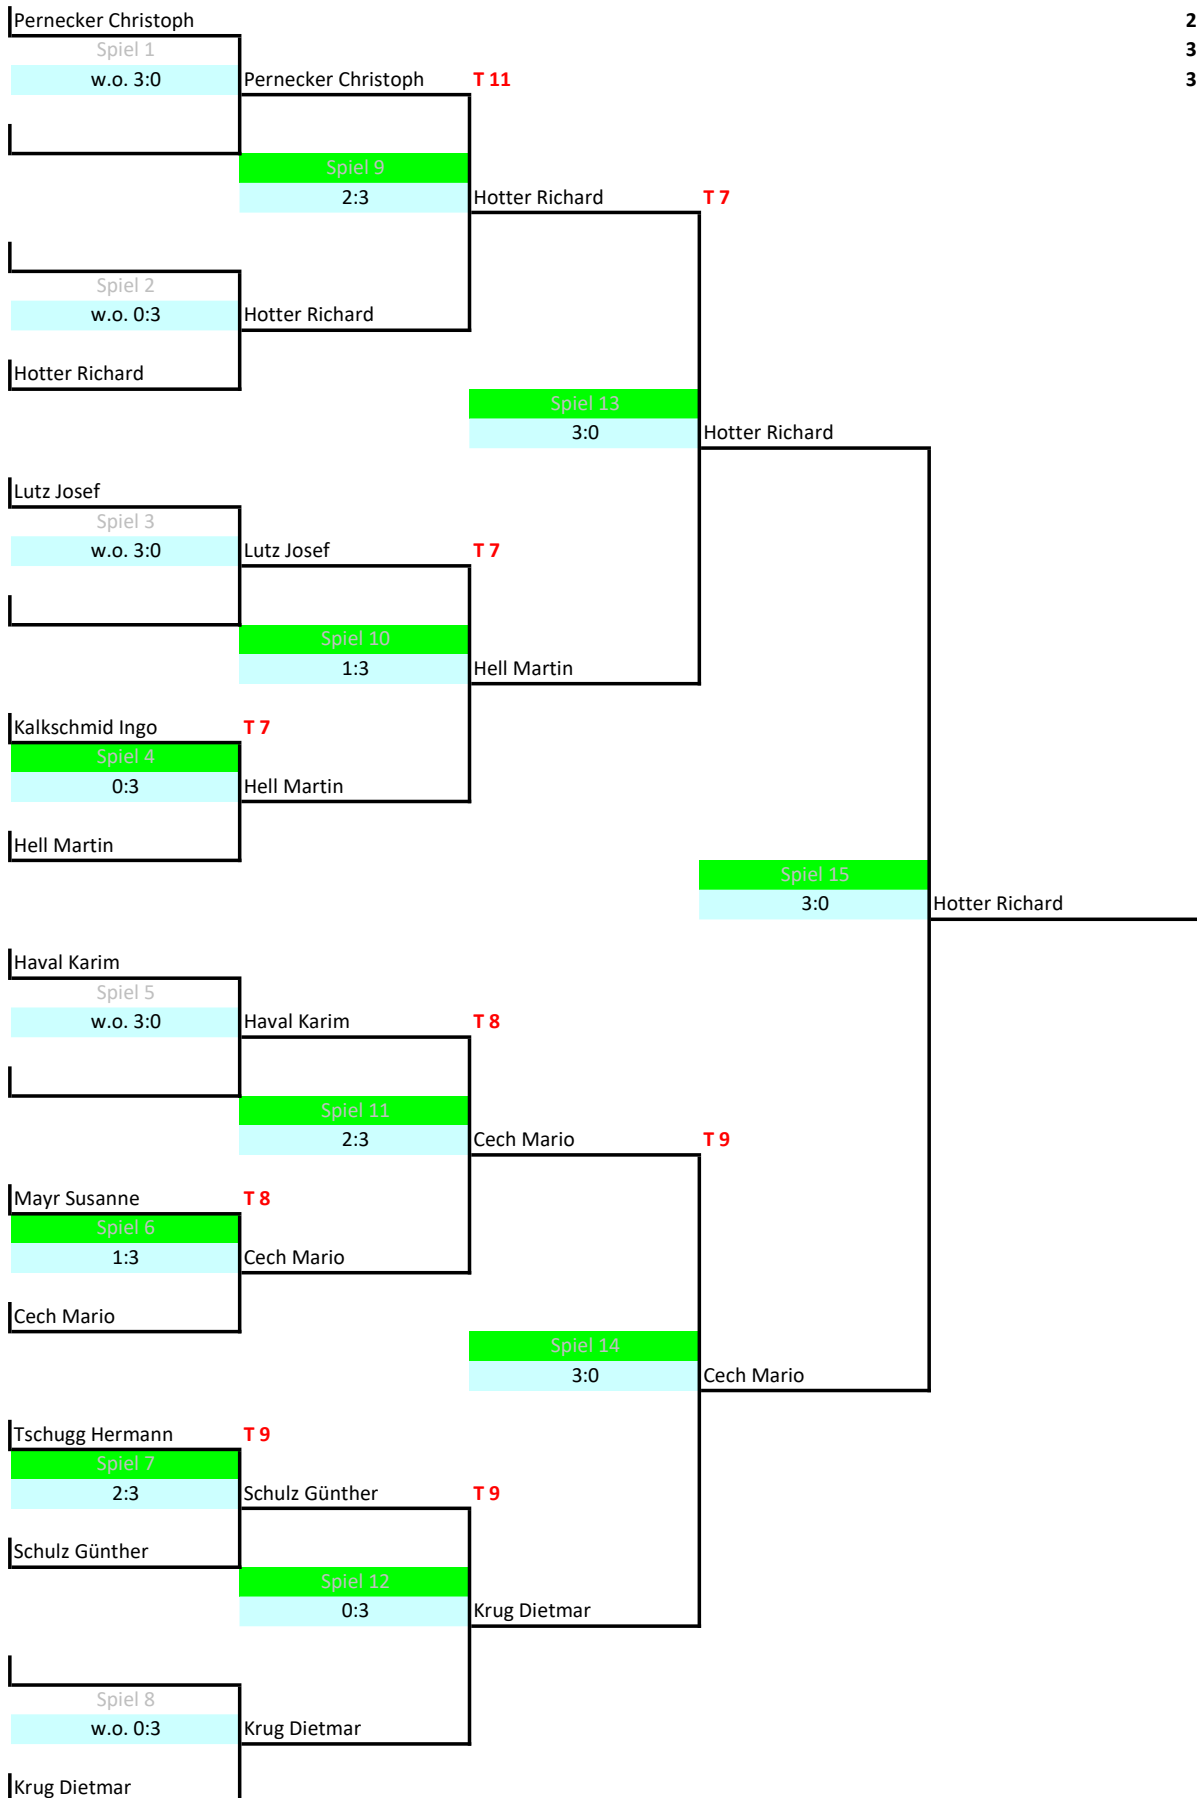 Pernecker Christoph 2
Spiel 1 3
w.o. 3:0 Pernecker Christoph T 11 3
Spiel 9
2:3 Hotter Richard T 7
Spiel 2
w.o. 0:3 Hotter Richard
Hotter Richard
Spiel 13
3:0 Hotter Richard
Lutz Josef
Spiel 3
w.o. 3:0 Lutz Josef T 7
Spiel 10
1:3 Hell Martin
Kalkschmid Ingo T 7
Spiel 4
0:3 Hell Martin
Hell Martin
Spiel 15
3:0 Hotter Richard
Haval Karim
Spiel 5
w.o. 3:0 Haval Karim T 8
Spiel 11
2:3 Cech Mario T 9
Mayr Susanne T 8
Spiel 6
1:3 Cech Mario
Cech Mario
Spiel 14
3:0 Cech Mario
Tschugg Hermann T 9
Spiel 7
2:3 Schulz Günther T 9
Schulz Günther
Spiel 12
0:3 Krug Dietmar
Spiel 8
w.o. 0:3 Krug Dietmar
Krug Dietmar